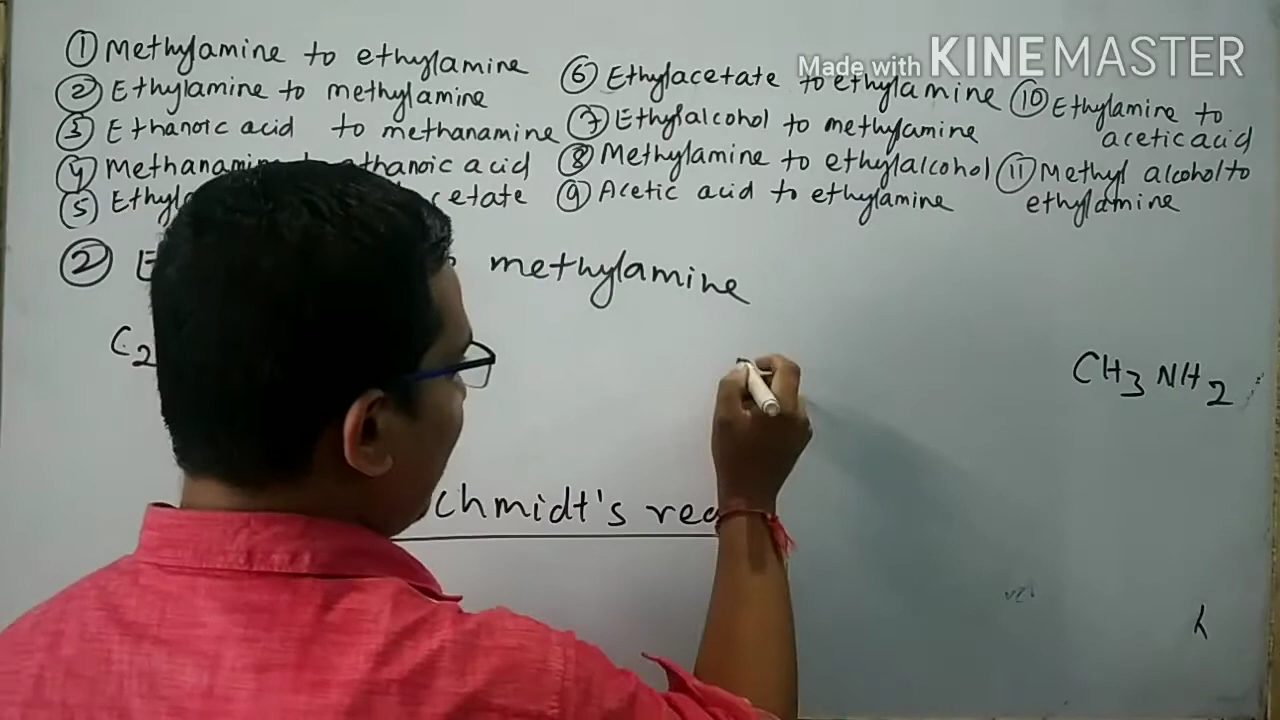 Made with KINEMASTER
① Methylamine to ethylamine
② Ethylamine to methylamine
③ Ethanoic acid to methanamine
④ Methanamin ethanoic acid
⑤ Ethyl cetate
⑥ Ethylacetate to ethylamine
⑦ Ethylalcohol to methylamine
⑧ Methylamine to ethylalcohol
⑨ Acetic acid to ethylamine
⑩ Ethylamine to
acetic acid
⑪ Methyl alcohol to
ethylamine
② E methylamine
C2
CH3NH2
chmidt's rea